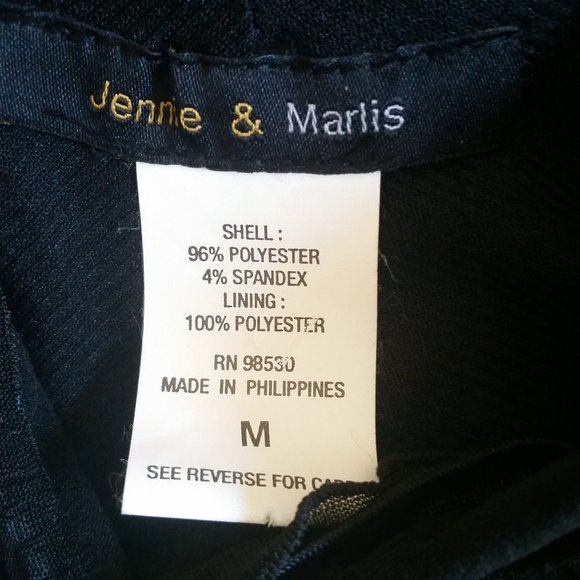 Jennie & Marlis
SHELL :
96% POLYESTER
4% SPANDEX
LINING :
100% POLYESTER
RN 98530
MADE IN PHILIPPINES
M
SEE REVERSE FOR